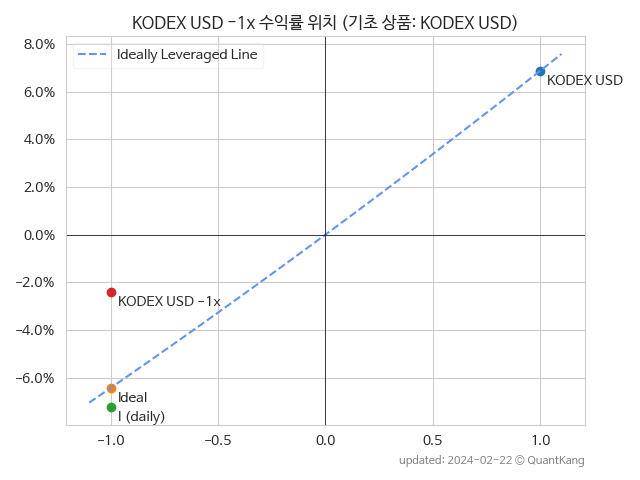 KODEX USD -1x 수익률 위치 (기초 상품: KODEX USD)
Ideally Leveraged Line
8.0%
6.0%
4.0%
2.0%
0.0%
-2.0%
-4.0%
-6.0%
KODEX USD
KODEX USD -1x
Ideal
I (daily)
-1.0
-0.5
0.0
0.5
1.0
updated: 2024-02-22 © QuantKang